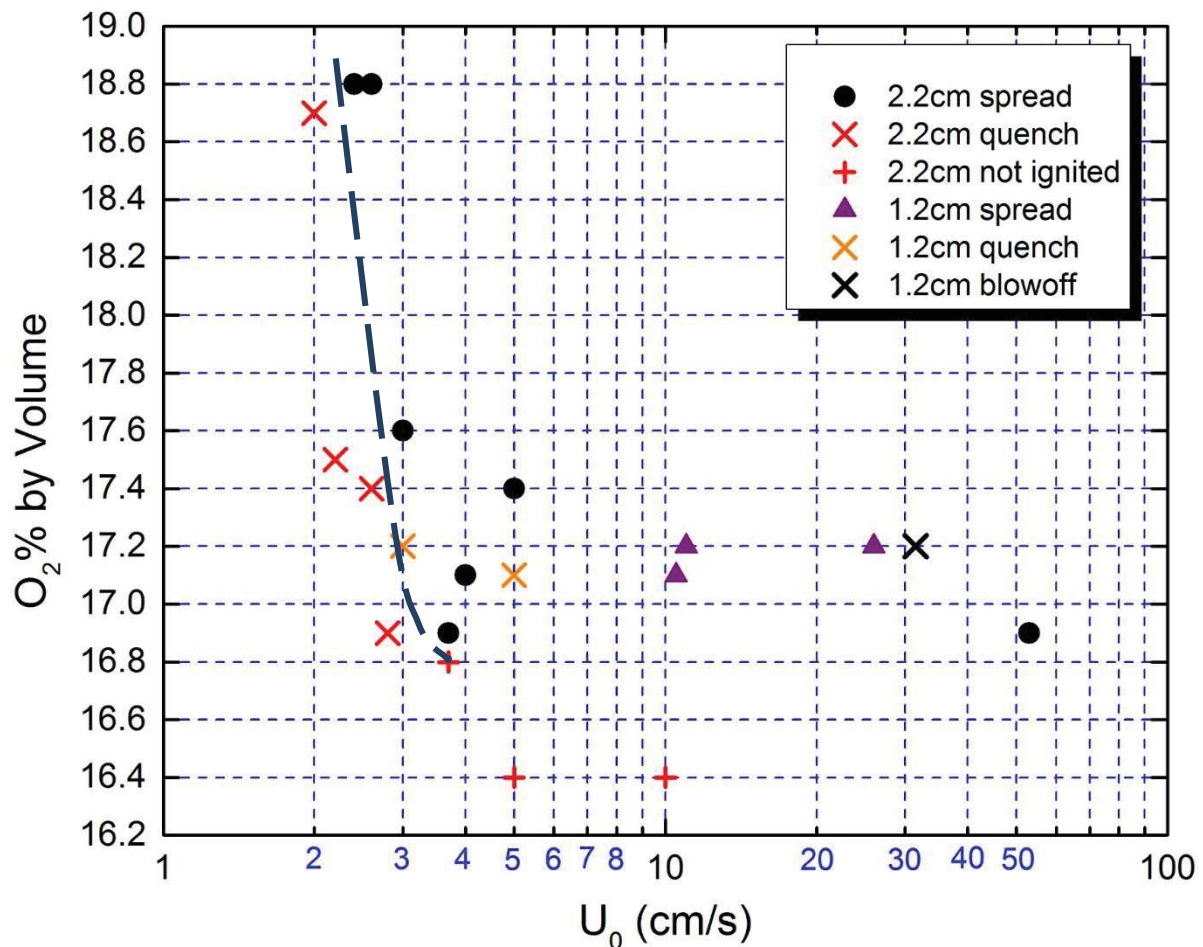 19.0
18.8
18.6
18.4
18.2
18.0
17.8
17.6
17.4
17.2
17.0
16.8
16.6
16.4
16.2
O2% by Volume
2.2cm spread
2.2cm quench
2.2cm not ignited
1.2cm spread
1.2cm quench
1.2cm blowoff
1 2 3 4 5 6 7 8 10 20 30 40 50 100
U0 (cm/s)